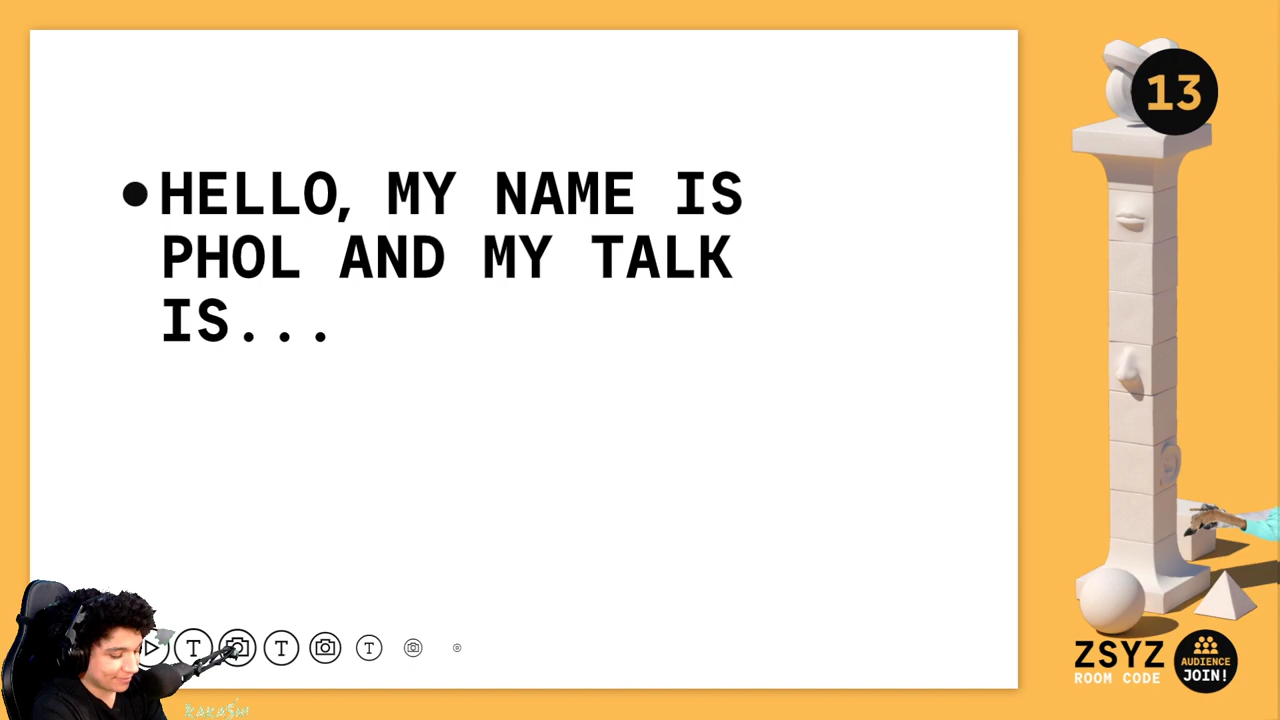 13
HELLO, MY NAME IS
PHOL AND MY TALK
IS...
T T T
ZSYZ
ROOM CODE
AUDIENCE
JOIN!